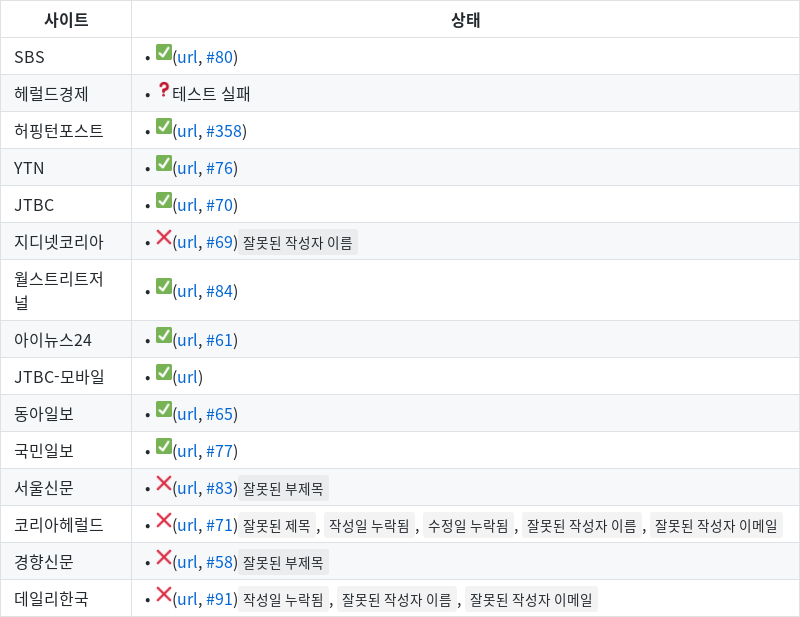 사이트 상태
SBS • ✅(url, #80)
헤럴드경제 • ❓테스트 실패
허핑턴포스트 • ✅(url, #358)
YTN • ✅(url, #76)
JTBC • ✅(url, #70)
지디넷코리아 • ❌(url, #69) 잘못된 작성자 이름
월스트리트저
널 • ✅(url, #84)
아이뉴스24 • ✅(url, #61)
JTBC-모바일 • ✅(url)
동아일보 • ✅(url, #65)
국민일보 • ✅(url, #77)
서울신문 • ❌(url, #83) 잘못된 부제목
코리아헤럴드 • ❌(url, #71) 잘못된 제목 , 작성일 누락됨 , 수정일 누락됨 , 잘못된 작성자 이름 , 잘못된 작성자 이메일
경향신문 • ❌(url, #58) 잘못된 부제목
데일리한국 • ❌(url, #91) 작성일 누락됨 , 잘못된 작성자 이름 , 잘못된 작성자 이메일